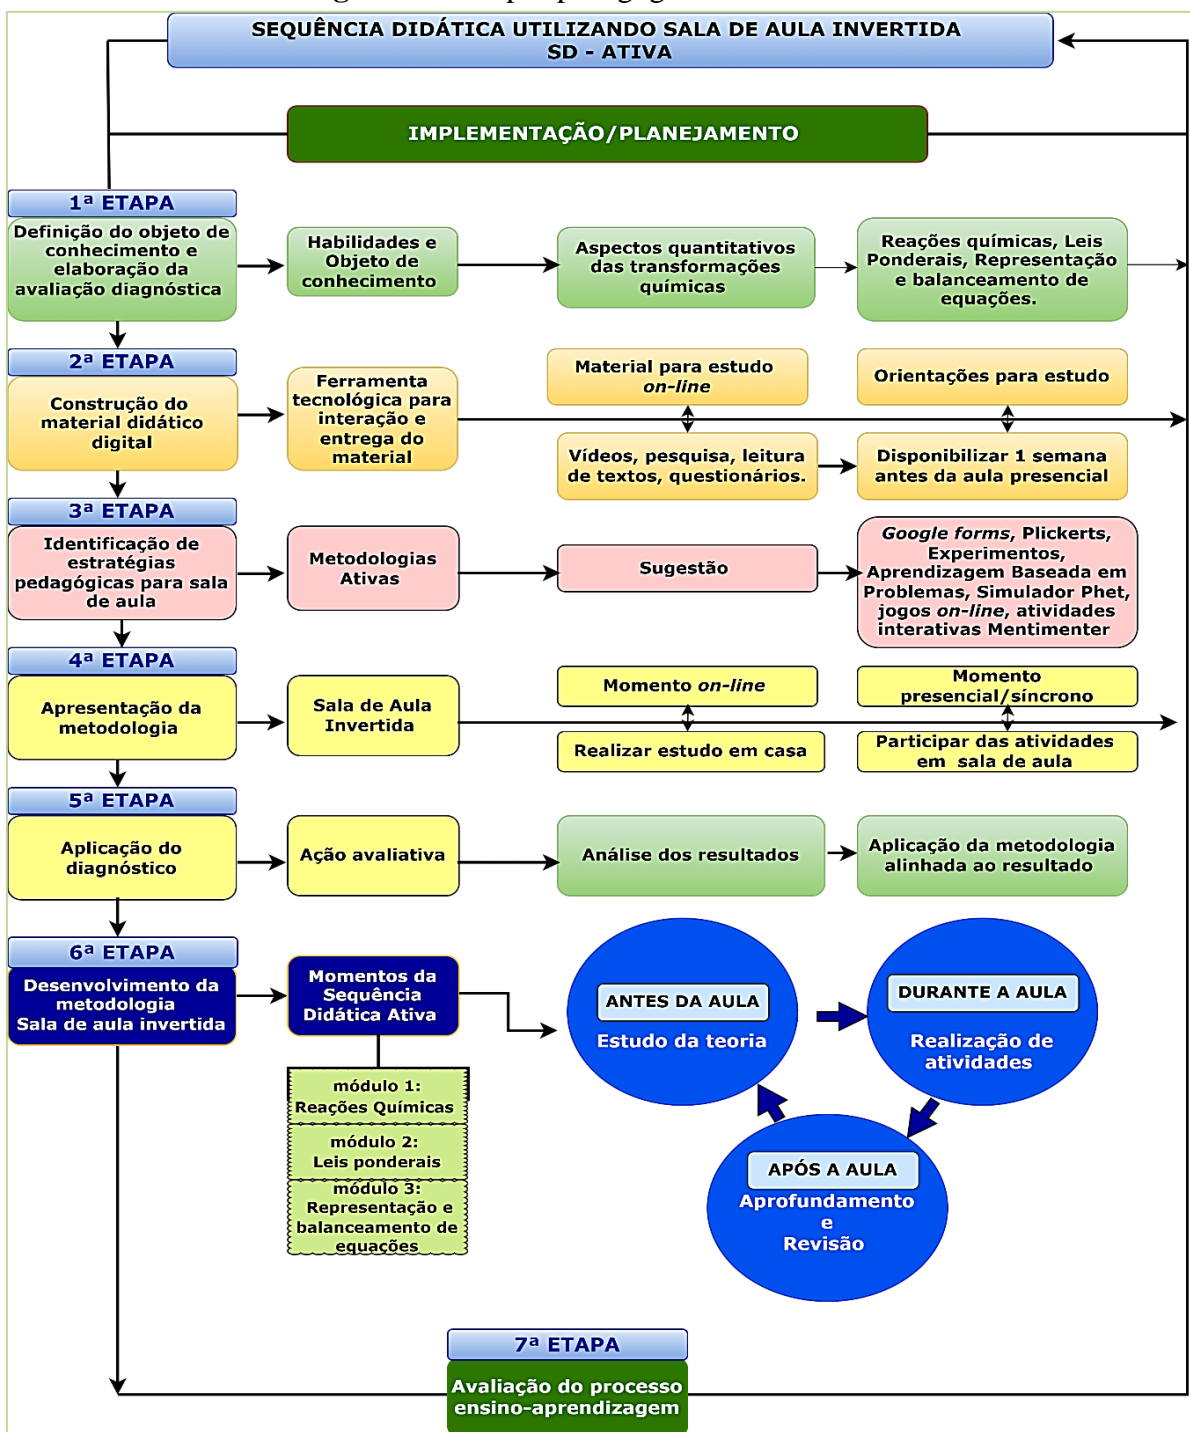 SEQUÊNCIA DIDÁTICA UTILIZANDO SALA DE AULA INVERTIDA
SD - ATIVA
IMPLEMENTAÇÃO/PLANEJAMENTO
1ª ETAPA
Definição do objeto de
conhecimento e
elaboração da
avaliação diagnóstica
Habilidades e
Objeto de
conhecimento
Aspectos quantitativos
das transformações
químicas
Reações químicas, Leis
Ponderais, Representação
e balanceamento de
equações.
2ª ETAPA
Construção do
material didático
digital
Ferramenta
tecnológica para
interação e
entrega do
material
Material para estudo
on-line
Orientações para estudo
Vídeos, pesquisa, leitura
de textos, questionários.
Disponibilizar 1 semana
antes da aula presencial
3ª ETAPA
Identificação de
estratégias
pedagógicas para sala
de aula
Metodologias
Ativas
Sugestão
Google forms, Plickerts,
Experimentos,
Aprendizagem Baseada em
Problemas, Simulador Phet,
jogos on-line, atividades
interativas Mentimenter
4ª ETAPA
Apresentação da
metodologia
Sala de Aula
Invertida
Momento on-line
Momento
presencial/síncrono
Realizar estudo em casa
Participar das atividades
em sala de aula
5ª ETAPA
Aplicação do
diagnóstico
Ação avaliativa
Análise dos resultados
Aplicação da metodologia
alinhada ao resultado
6ª ETAPA
Desenvolvimento da
metodologia
Sala de aula invertida
Momentos da
Sequência
Didática Ativa
módulo 1:
Reações Químicas
módulo 2:
Leis ponderais
módulo 3:
Representação e
balanceamento de
equações
ANTES DA AULA
Estudo da teoria
DURANTE A AULA
Realização de
atividades
APÓS A AULA
Aprofundamento
e
Revisão
7ª ETAPA
Avaliação do processo
ensino-aprendizagem